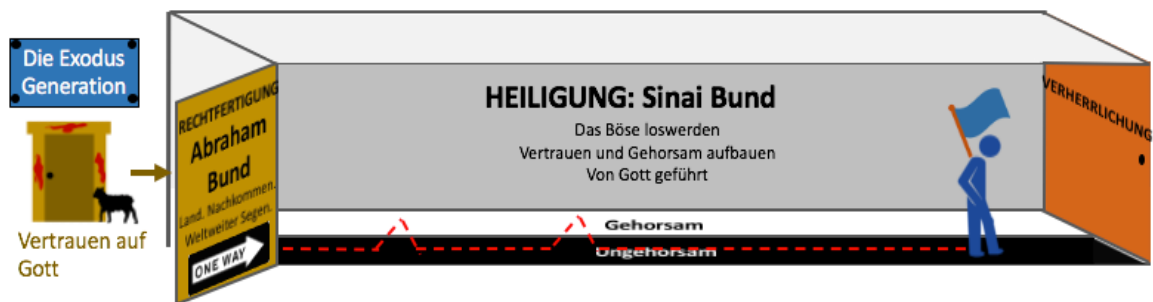 Die Exodus
Generation
Vertrauen auf
Gott
RECHTFERTIGUNG
Abraham
Bund
Land. Nachkommen.
Weltweiter Segen.
ONE WAY
HEILIGUNG: Sinai Bund
Das Böse loswerden
Vertrauen und Gehorsam aufbauen
Von Gott geführt
Gehorsam
Ungehorsam
VERHERRLICHUNG